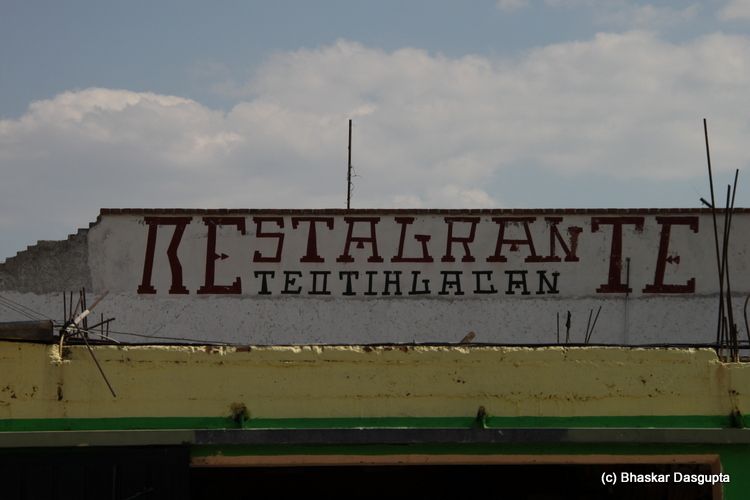 RESTAURANTE
TEOTIHUACAN
(c) Bhaskar Dasgupta